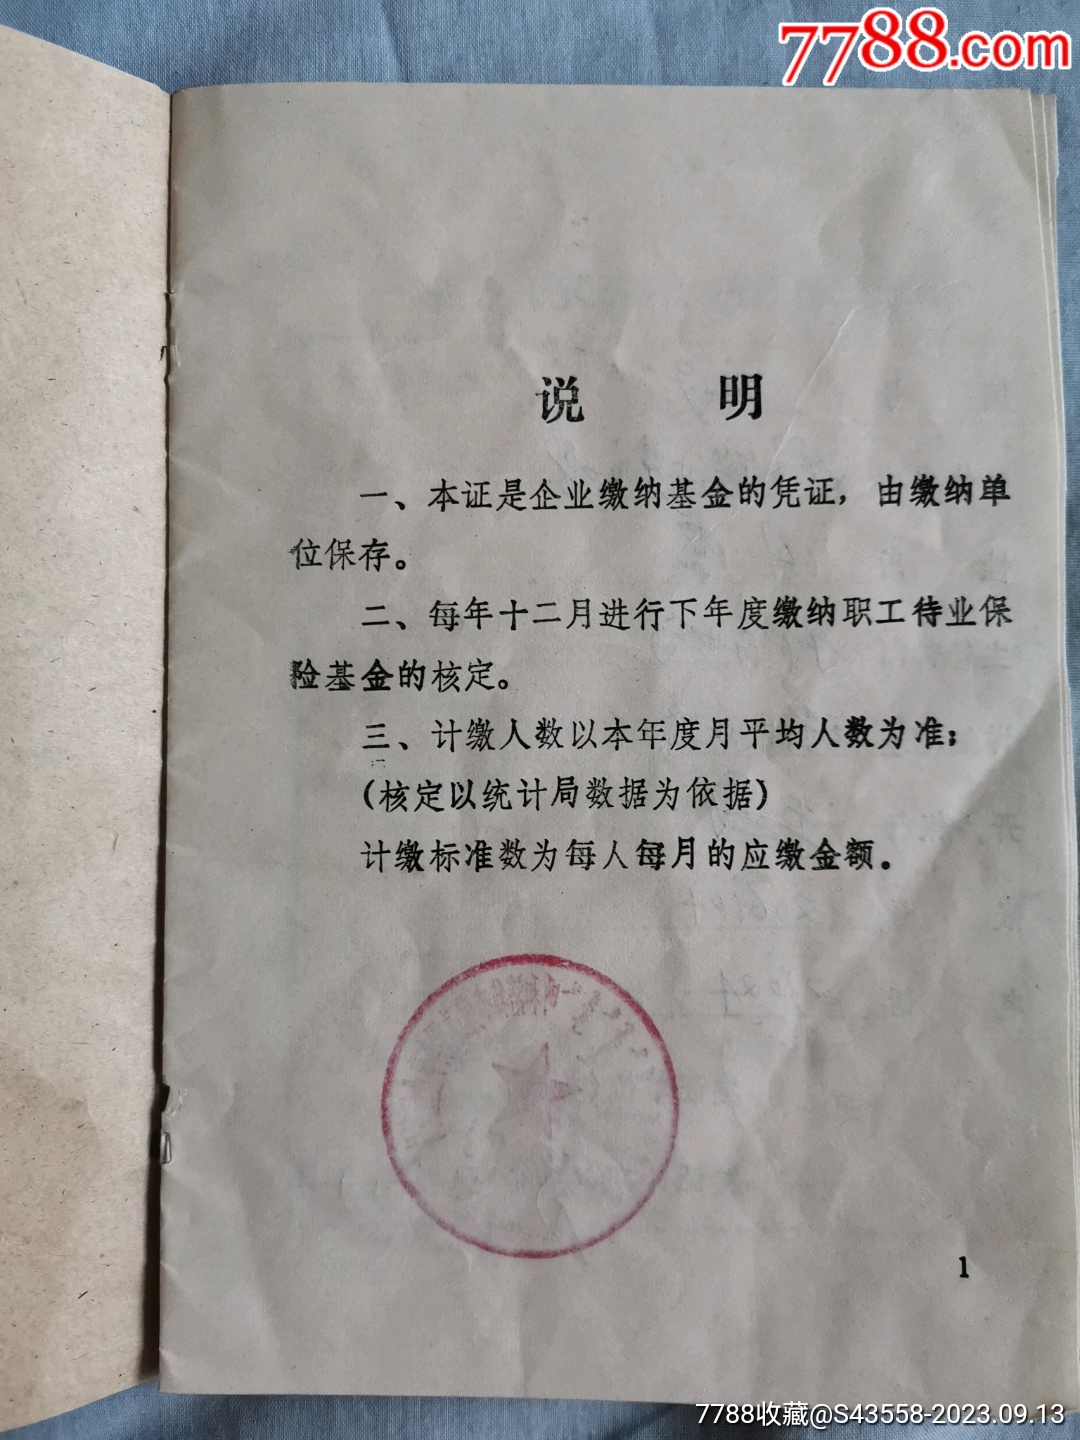 7788.com
说 明
一、本证是企业缴纳基金的凭证，由缴纳单
位保存。
二、每年十二月进行下年度缴纳职工待业保
险基金的核定。
三、计缴人数以本年度月平均人数为准；
(核定以统计局数据为依据)
计缴标准数为每人每月的应缴金额。
1
7788收藏@S43558-2023.09.13